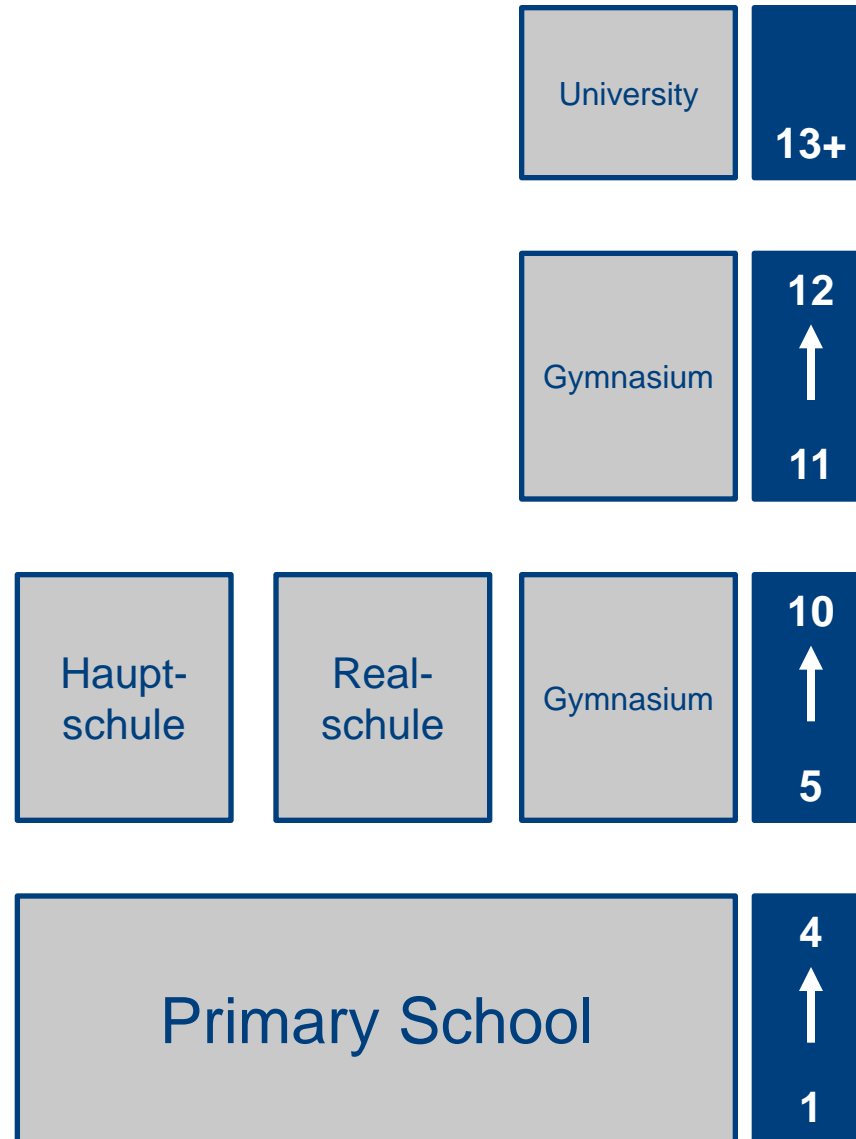 University
13+
12
Gymnasium
11
10
Haupt-
schule
Real-
schule
Gymnasium
5
4
Primary School
1